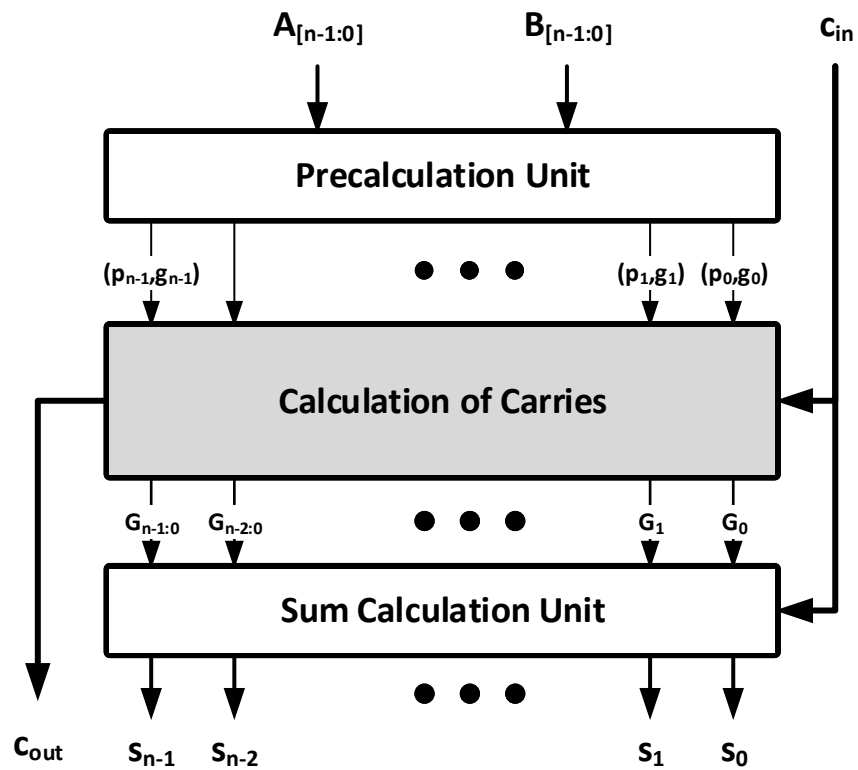 A[n-1:0] B[n-1:0] cin
Precalculation Unit
(pn-1,gn-1) (p1,g1) (p0,g0)
Calculation of Carries
Gn-1:0 Gn-2:0 G1 G0
Sum Calculation Unit
cout sn-1 sn-2 s1 s0